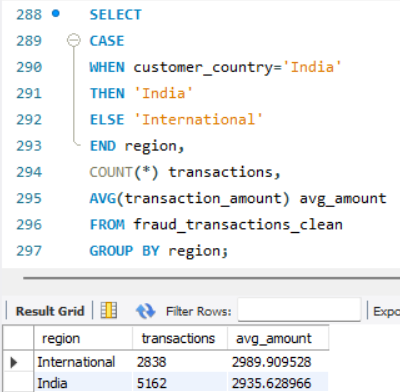 288 SELECT
289 CASE
290 WHEN customer_country='India'
291 THEN 'India'
292 ELSE 'International'
293 END region,
294 COUNT(*) transactions,
295 AVG(transaction_amount) avg_amount
296 FROM fraud_transactions_clean
297 GROUP BY region;
Result Grid Filter Rows: Expo
region transactions avg_amount
International 2838 2989.909528
India 5162 2935.628966